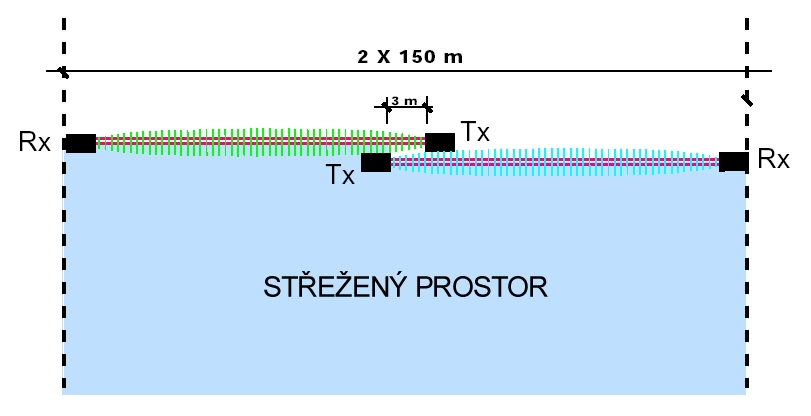 2 X 150 m
3 m
Rx
Tx
Tx
Rx
STŘEŽENÝ PROSTOR